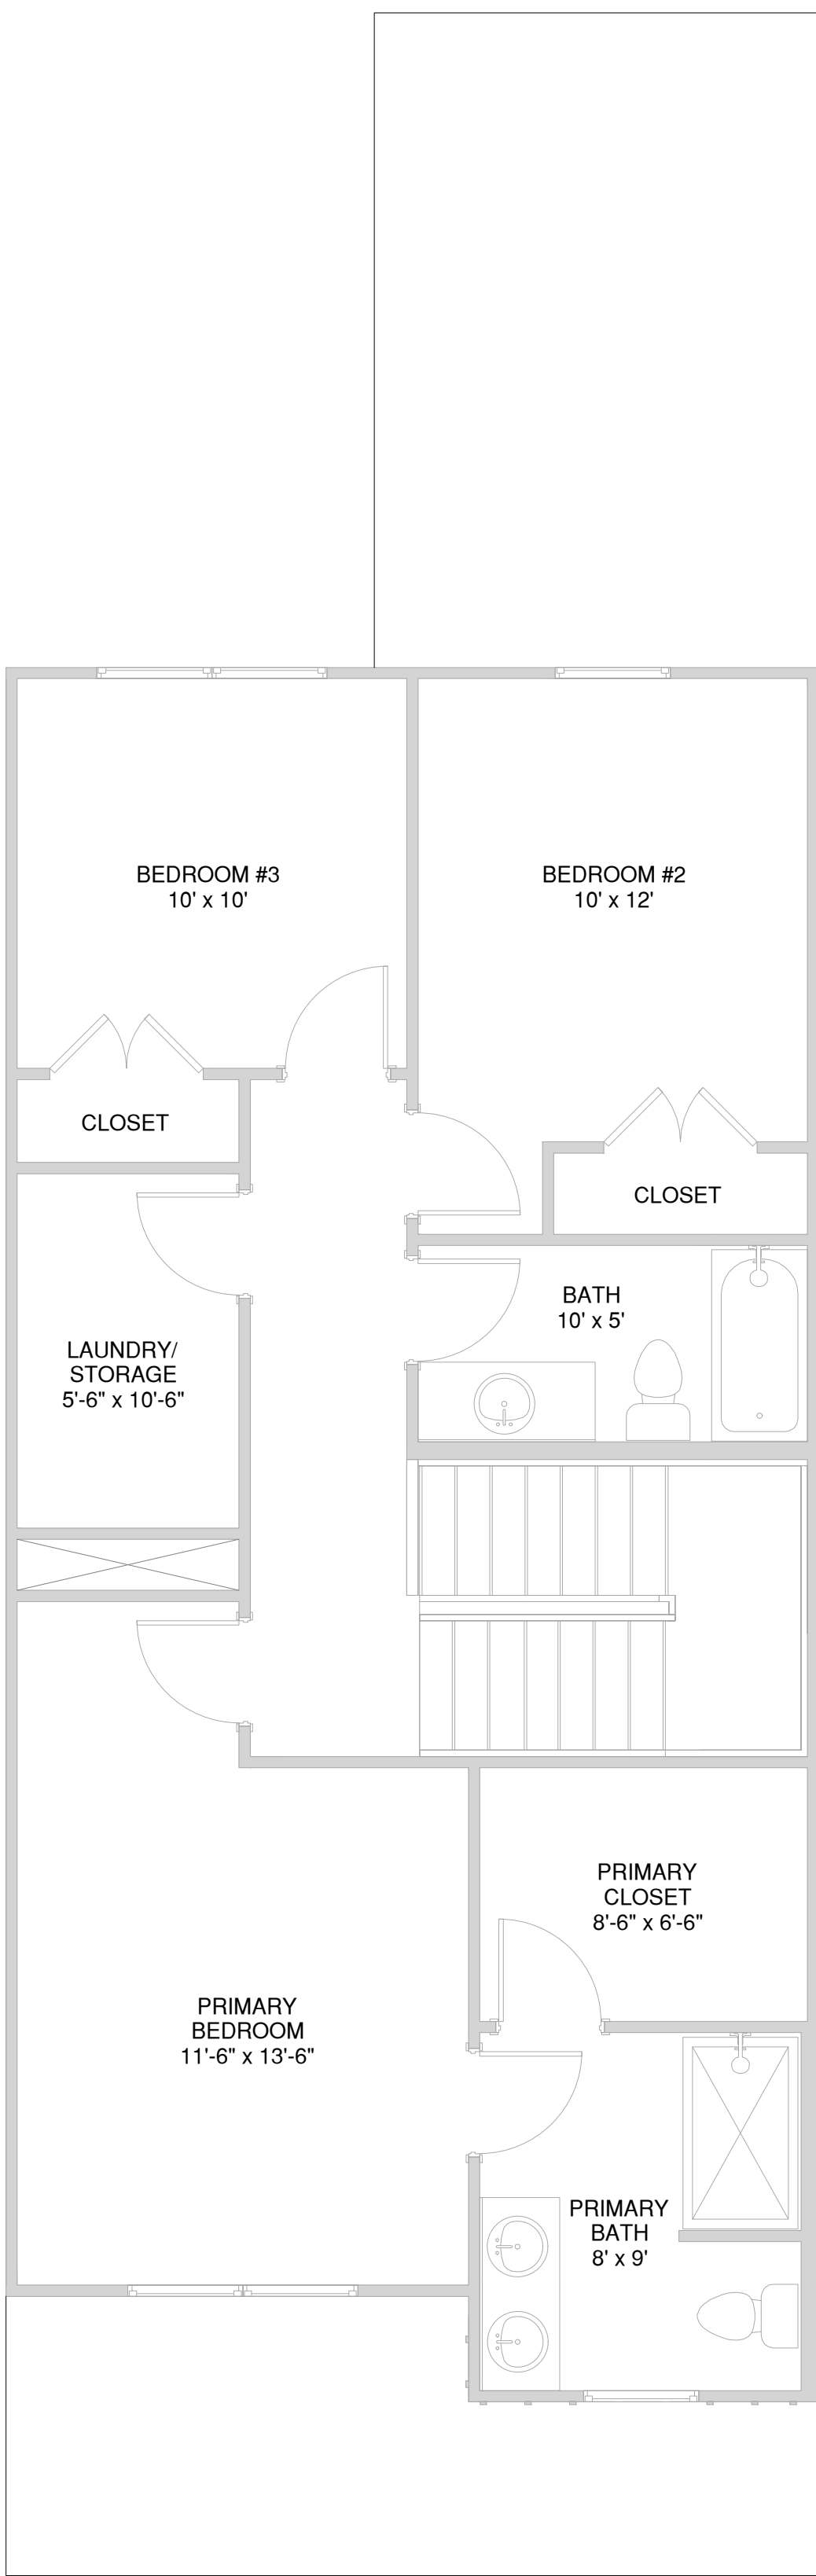 BEDROOM #3
10' x 10'
BEDROOM #2
10' x 12'
CLOSET
CLOSET
BATH
10' x 5'
LAUNDRY/
STORAGE
5'-6" x 10'-6"
PRIMARY
CLOSET
8'-6" x 6'-6"
PRIMARY
BEDROOM
11'-6" x 13'-6"
PRIMARY
BATH
8' x 9'